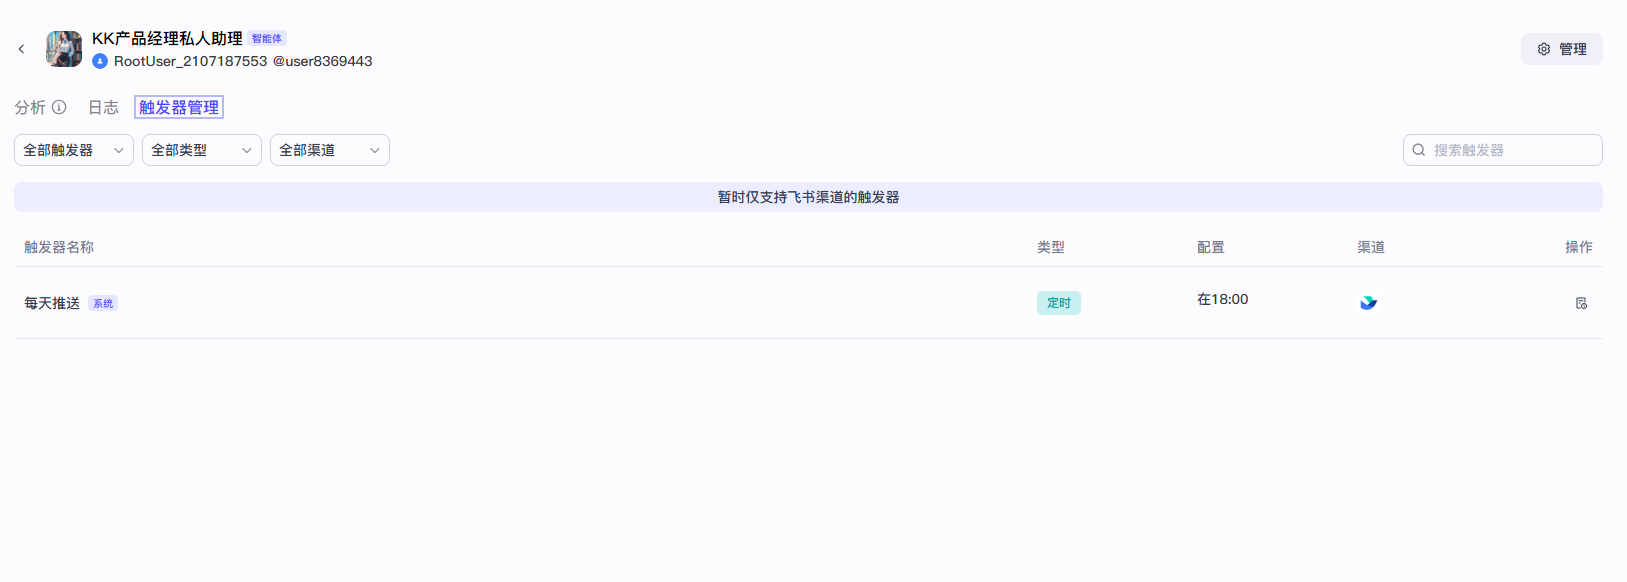 KK产品经理私人助理 智能体
RootUser_2107187553 @user8369443
管理
分析 日志 触发器管理
全部触发器 全部类型 全部渠道 搜索触发器
暂时仅支持飞书渠道的触发器
触发器名称 类型 配置 渠道 操作
每天推送 系统 定时 在18:00